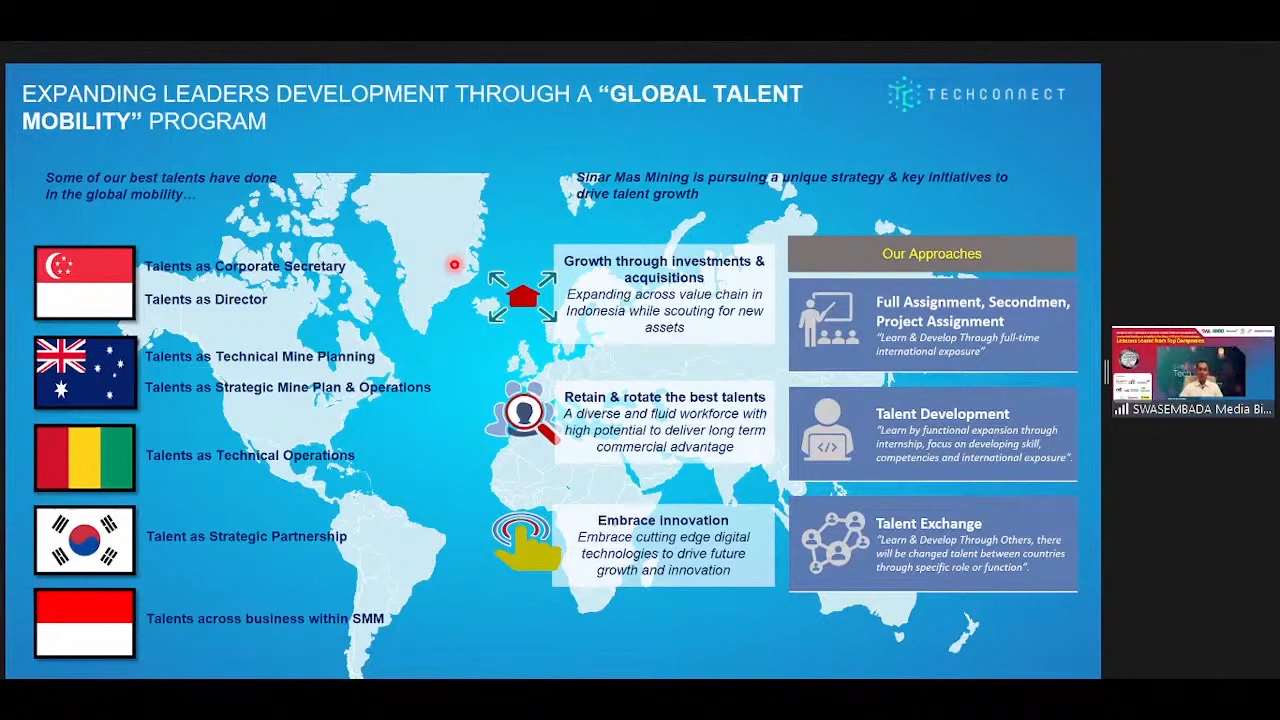 EXPANDING LEADERS DEVELOPMENT THROUGH A “GLOBAL TALENT
MOBILITY” PROGRAM
TECHCONNECT
Some of our best talents have done
in the global mobility…
Talents as Corporate Secretary
Talents as Director
Talents as Technical Mine Planning
Talents as Strategic Mine Plan & Operations
Talents as Technical Operations
Talent as Strategic Partnership
Talents across business within SMM
Sinar Mas Mining is pursuing a unique strategy & key initiatives to
drive talent growth
Growth through investments &
acquisitions
Expanding across value chain in
Indonesia while scouting for new
assets
Retain & rotate the best talents
A diverse and fluid workforce with
high potential to deliver long term
commercial advantage
Embrace innovation
Embrace cutting edge digital
technologies to drive future
growth and innovation
Our Approaches
Full Assignment, Secondmen,
Project Assignment
“Learn & Develop Through full-time
international exposure”
Talent Development
“Learn by functional expansion through
internship, focus on developing skill,
competencies and international exposure”.
Talent Exchange
“Learn & Develop Through Others, there
will be changed talent between countries
through specific role or function”.
Lessons Learnt from Top Companies
SWASEMBADA Media Bi...